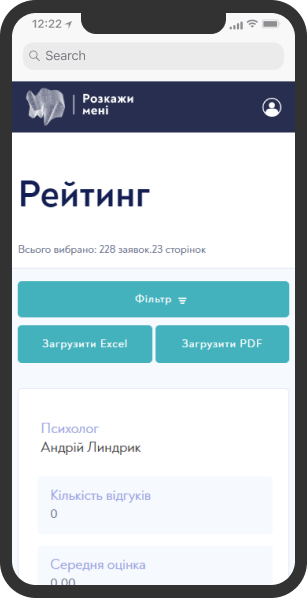 12:22
Search
Розкажи
мені
Рейтинг
Всього вибрано: 228 заявок.23 сторінок
Фільтр
Загрузити Excel Загрузити PDF
Психолог
Андрій Линдрик
Кількість відгуків
0
Середня оцінка
0.00